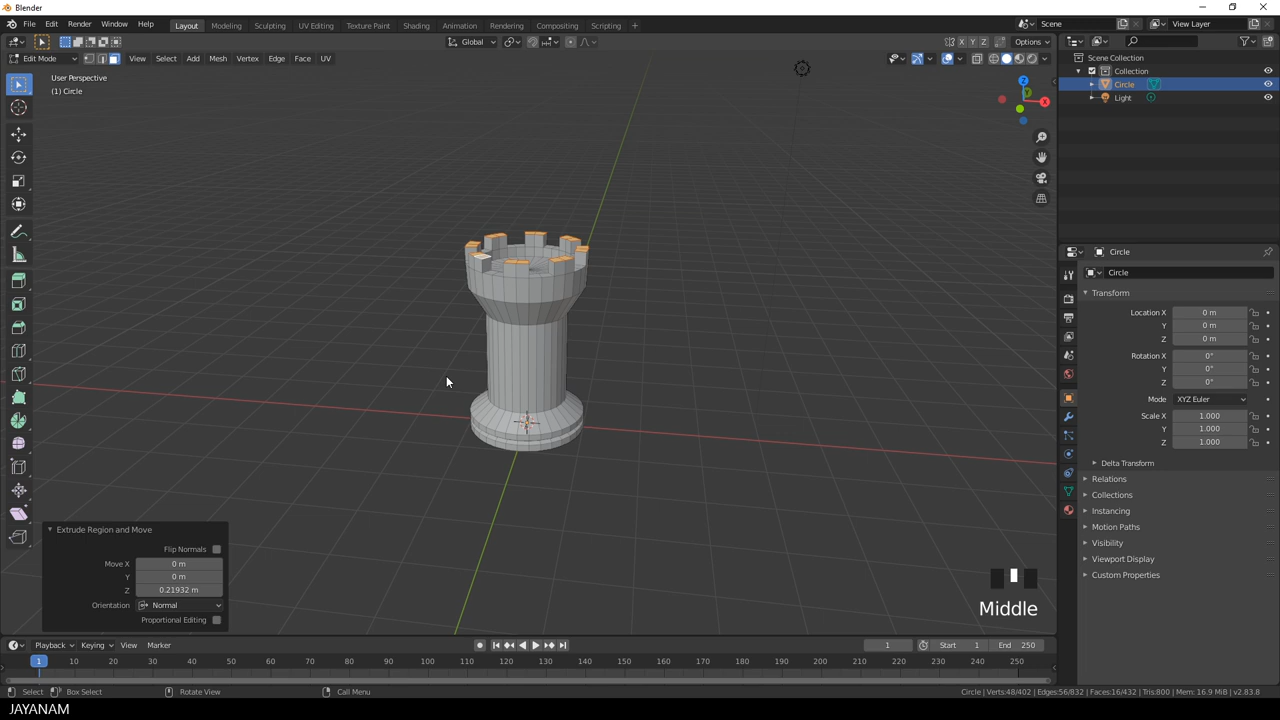 Blender
File Edit Render Window Help Layout Modeling Sculpting UV Editing Texture Paint Shading Animation Rendering Compositing Scripting + Scene View Layer
Global Options
Edit Mode View Select Add Mesh Vertex Edge Face UV
User Perspective
(1) Circle
Scene Collection
Collection
Circle
Light
X Y Z
Z
Y
X
Circle
Circle
Transform
Location X 0 m
Y 0 m
Z 0 m
Rotation X 0°
Y 0°
Z 0°
Mode XYZ Euler
Scale X 1.000
Y 1.000
Z 1.000
Delta Transform
Relations
Collections
Instancing
Motion Paths
Visibility
Viewport Display
Custom Properties
Extrude Region and Move
Flip Normals
Move X 0 m
Y 0 m
Z 0.21932 m
Orientation Normal
Proportional Editing
Middle
Playback Keying View Marker 1 Start 1 End 250
1 10 20 30 40 50 60 70 80 90 100 110 120 130 140 150 160 170 180 190 200 210 220 230 240 250
Select Box Select Rotate View Call Menu Circle | Verts:48/402 | Edges:56/832 | Faces:16/432 | Tris:800 | Mem: 16.9 MiB | v2.83.8
JAYANAM